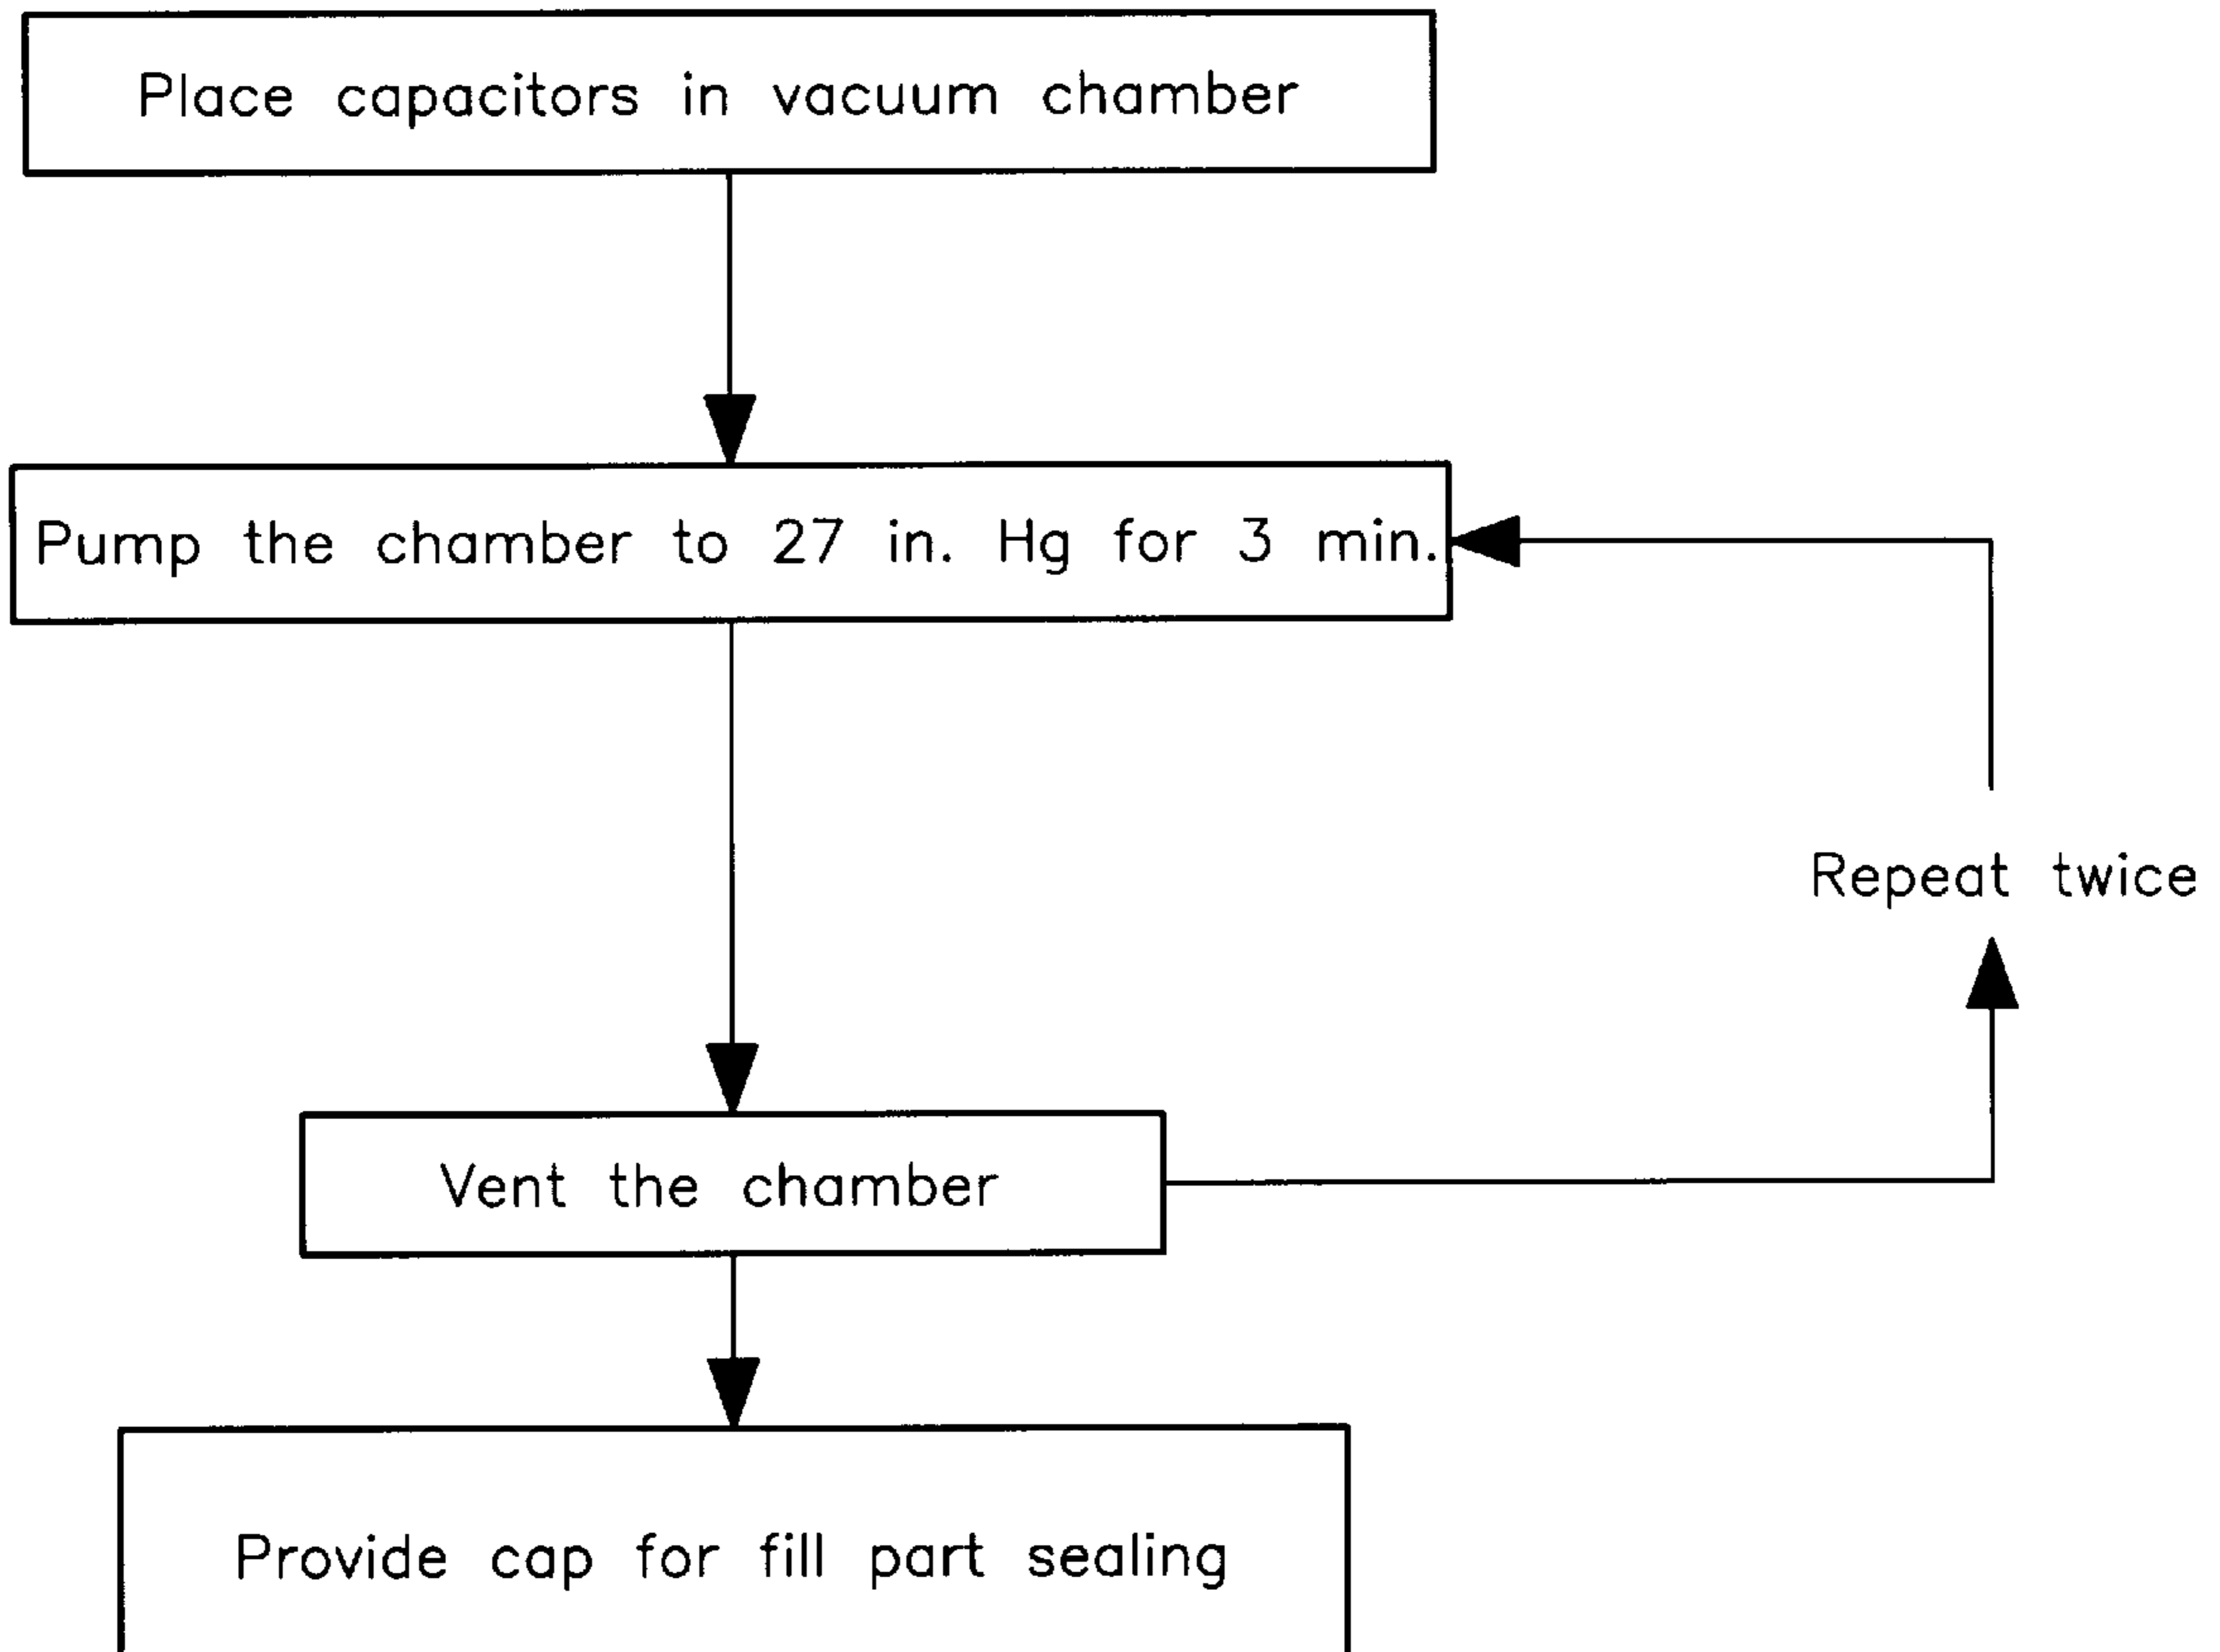 Place capacitors in vacuum chamber
Pump the chamber to 27 in. Hg for 3 min.
Repeat twice
Vent the chamber
Provide cap for fill part sealing